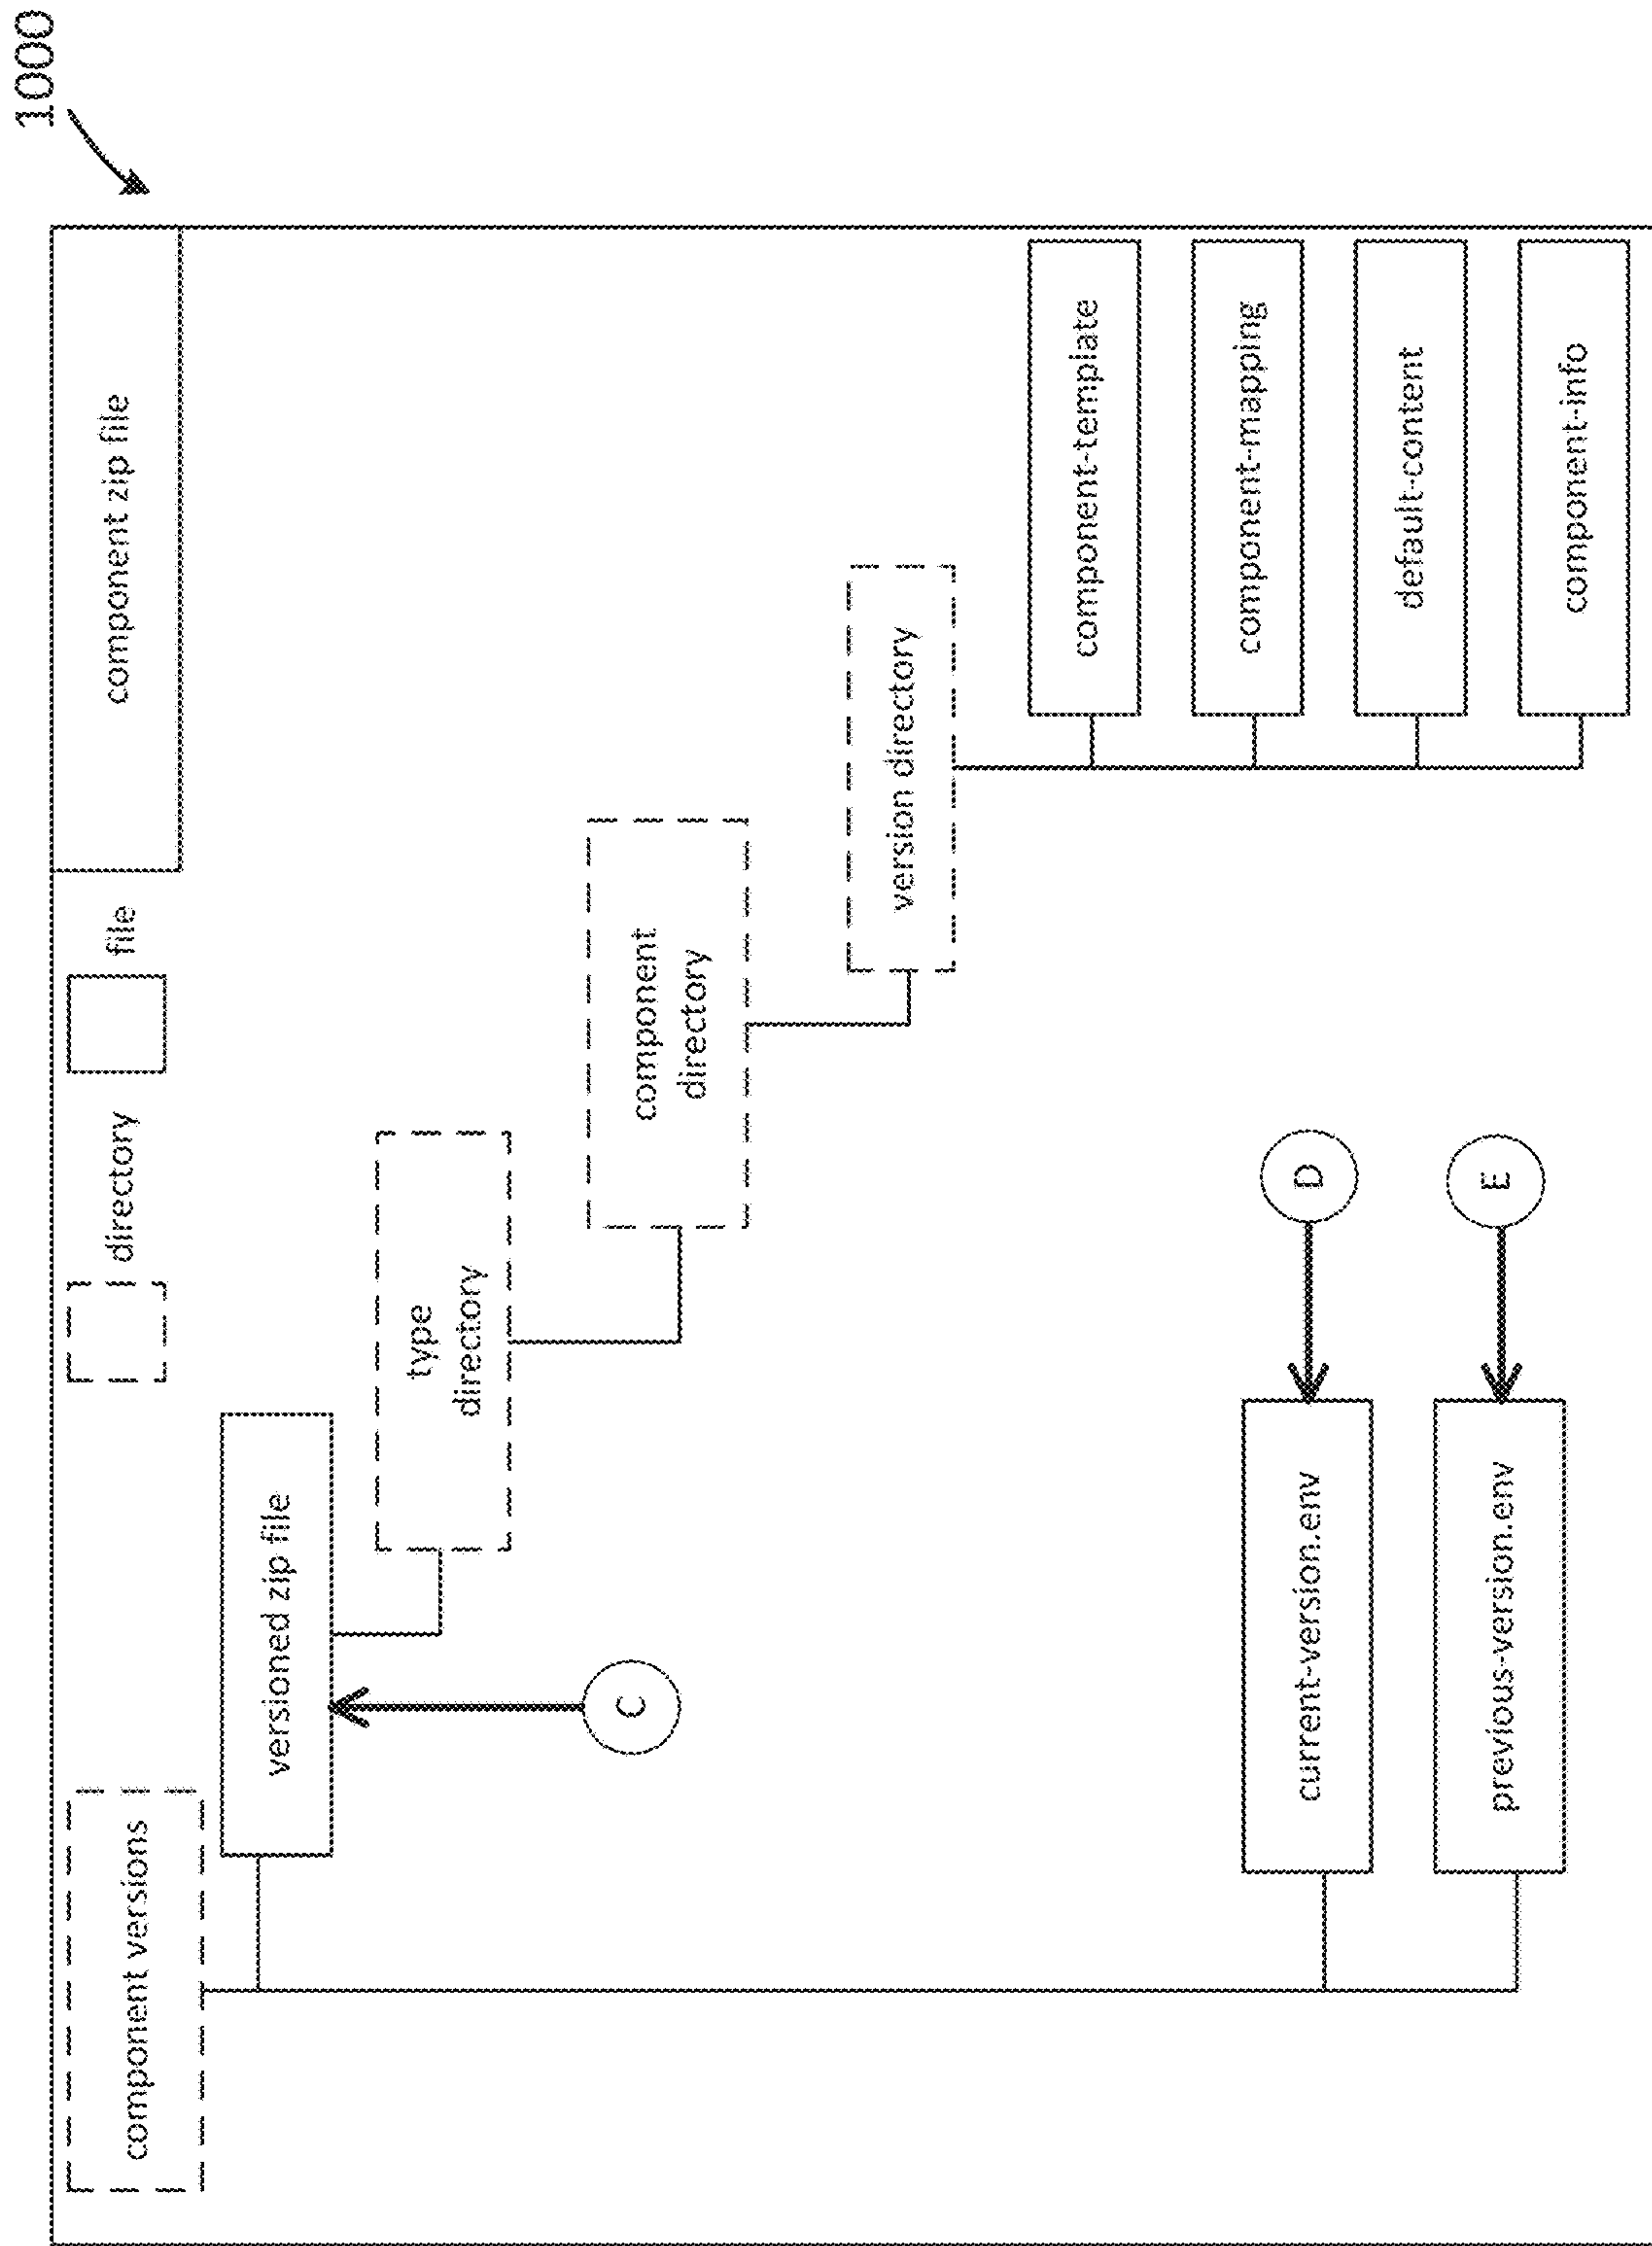 1000
component versions
directory
file
component zip file
versioned zip file
type
directory
C
component
directory
version directory
component-template
component-mapping
default-content
component-info
current-version.env
D
previous-version.env
E